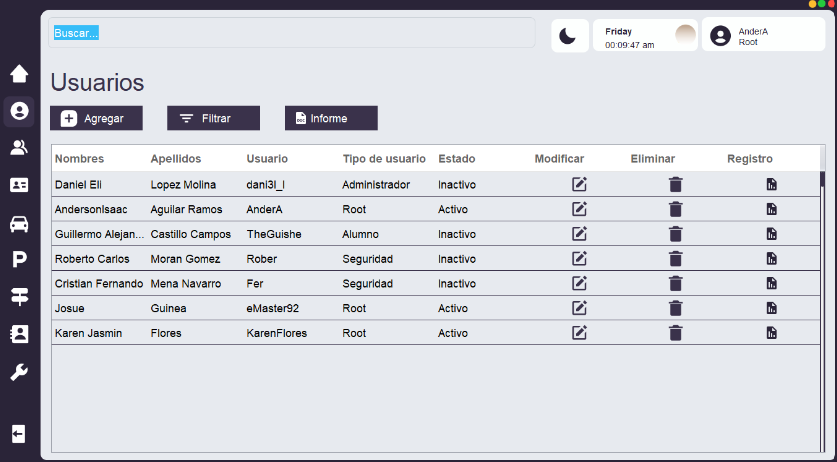 Buscar...
Friday
00:09:47 am
AnderA
Root
Usuarios
Agregar Filtrar Informe
Nombres Apellidos Usuario Tipo de usuario Estado Modificar Eliminar Registro
Daniel Eli Lopez Molina dani3l_l Administrador Inactivo
AndersonIsaac Aguilar Ramos AnderA Root Activo
Guillermo Alejan... Castillo Campos TheGuishe Alumno Inactivo
Roberto Carlos Moran Gomez Rober Seguridad Inactivo
Cristian Fernando Mena Navarro Fer Seguridad Inactivo
Josue Guinea eMaster92 Root Activo
Karen Jasmin Flores KarenFlores Root Activo